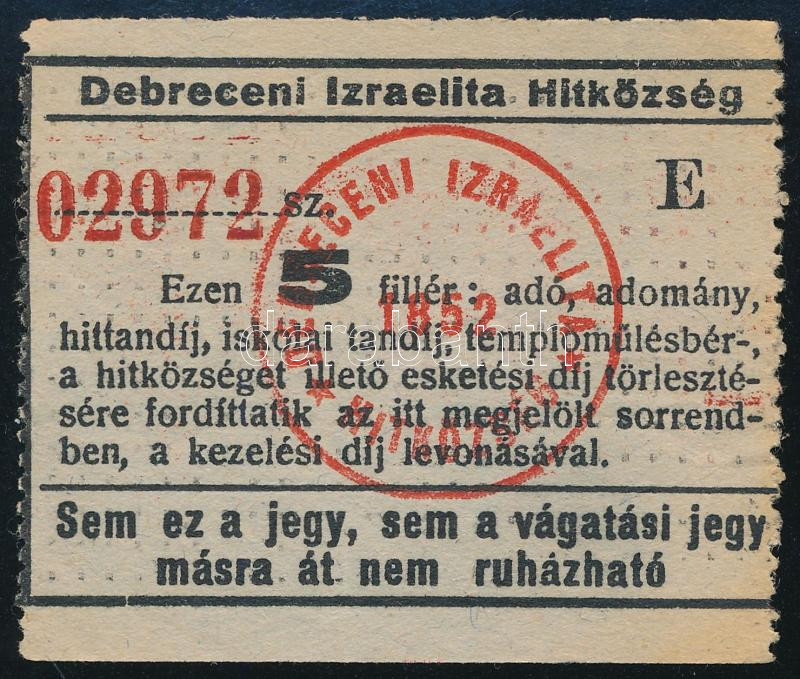 Debreceni Izraelita Hitközség
02972 sz.
E
DEBRECENI IZRAELITA HITKÖZSÉG
1852
Ezen 5 fillér: adó, adomány,
hittandíj, iskolai tandíj, templomülésbér-,
a hitközséget illető esketési díj törleszté-
sére fordíttatik az itt megjelölt sorrend-
ben, a kezelési díj levonásával.
darabanth
Sem ez a jegy, sem a vágatási jegy
másra át nem ruházható